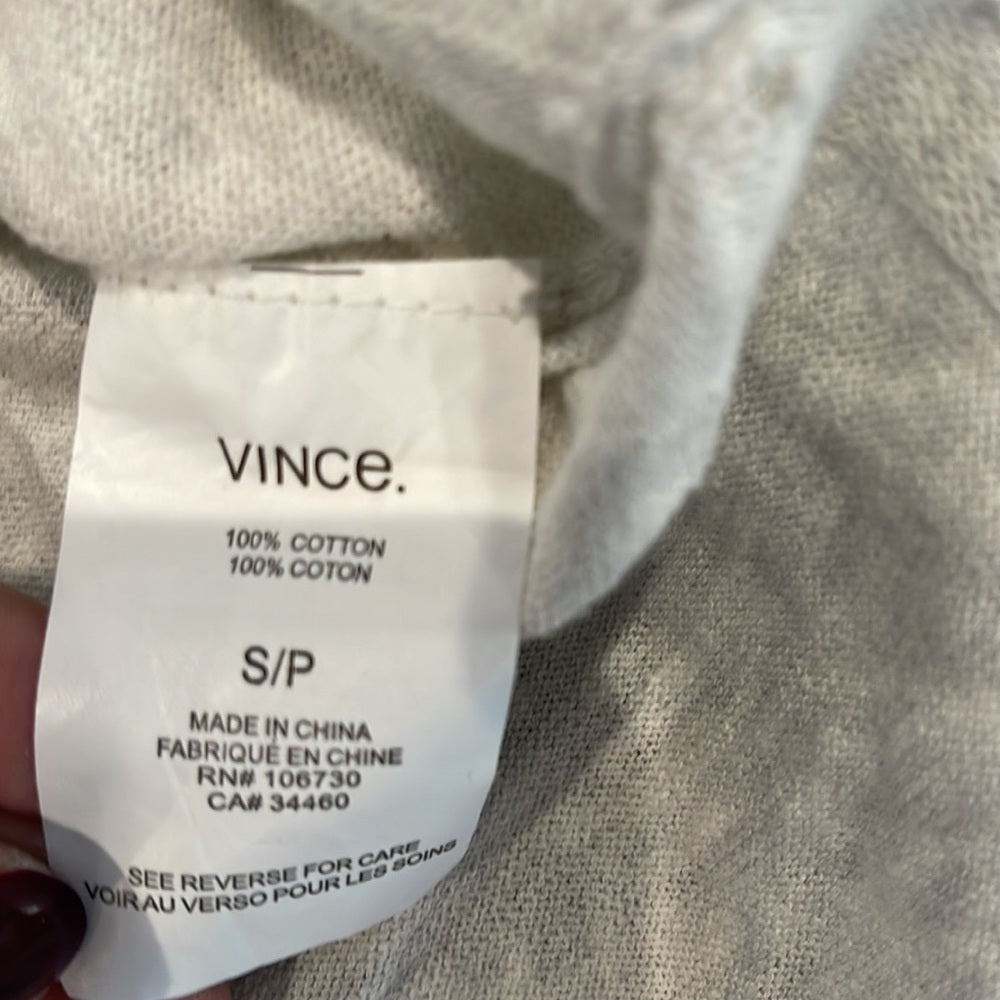 VINCe.
100% COTTON
100% COTON
S/P
MADE IN CHINA
FABRIQUÉ EN CHINE
RN# 106730
CA# 34460
SEE REVERSE FOR CARE
VOIR AU VERSO POUR LES SOINS